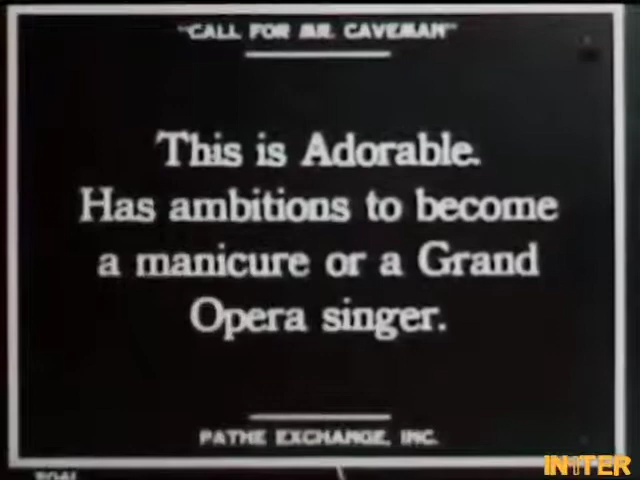 "CALL FOR MR. CAVEMAN"
This is Adorable.
Has ambitions to become
a manicure or a Grand
Opera singer.
PATHE EXCHANGE, INC.
IN1TER